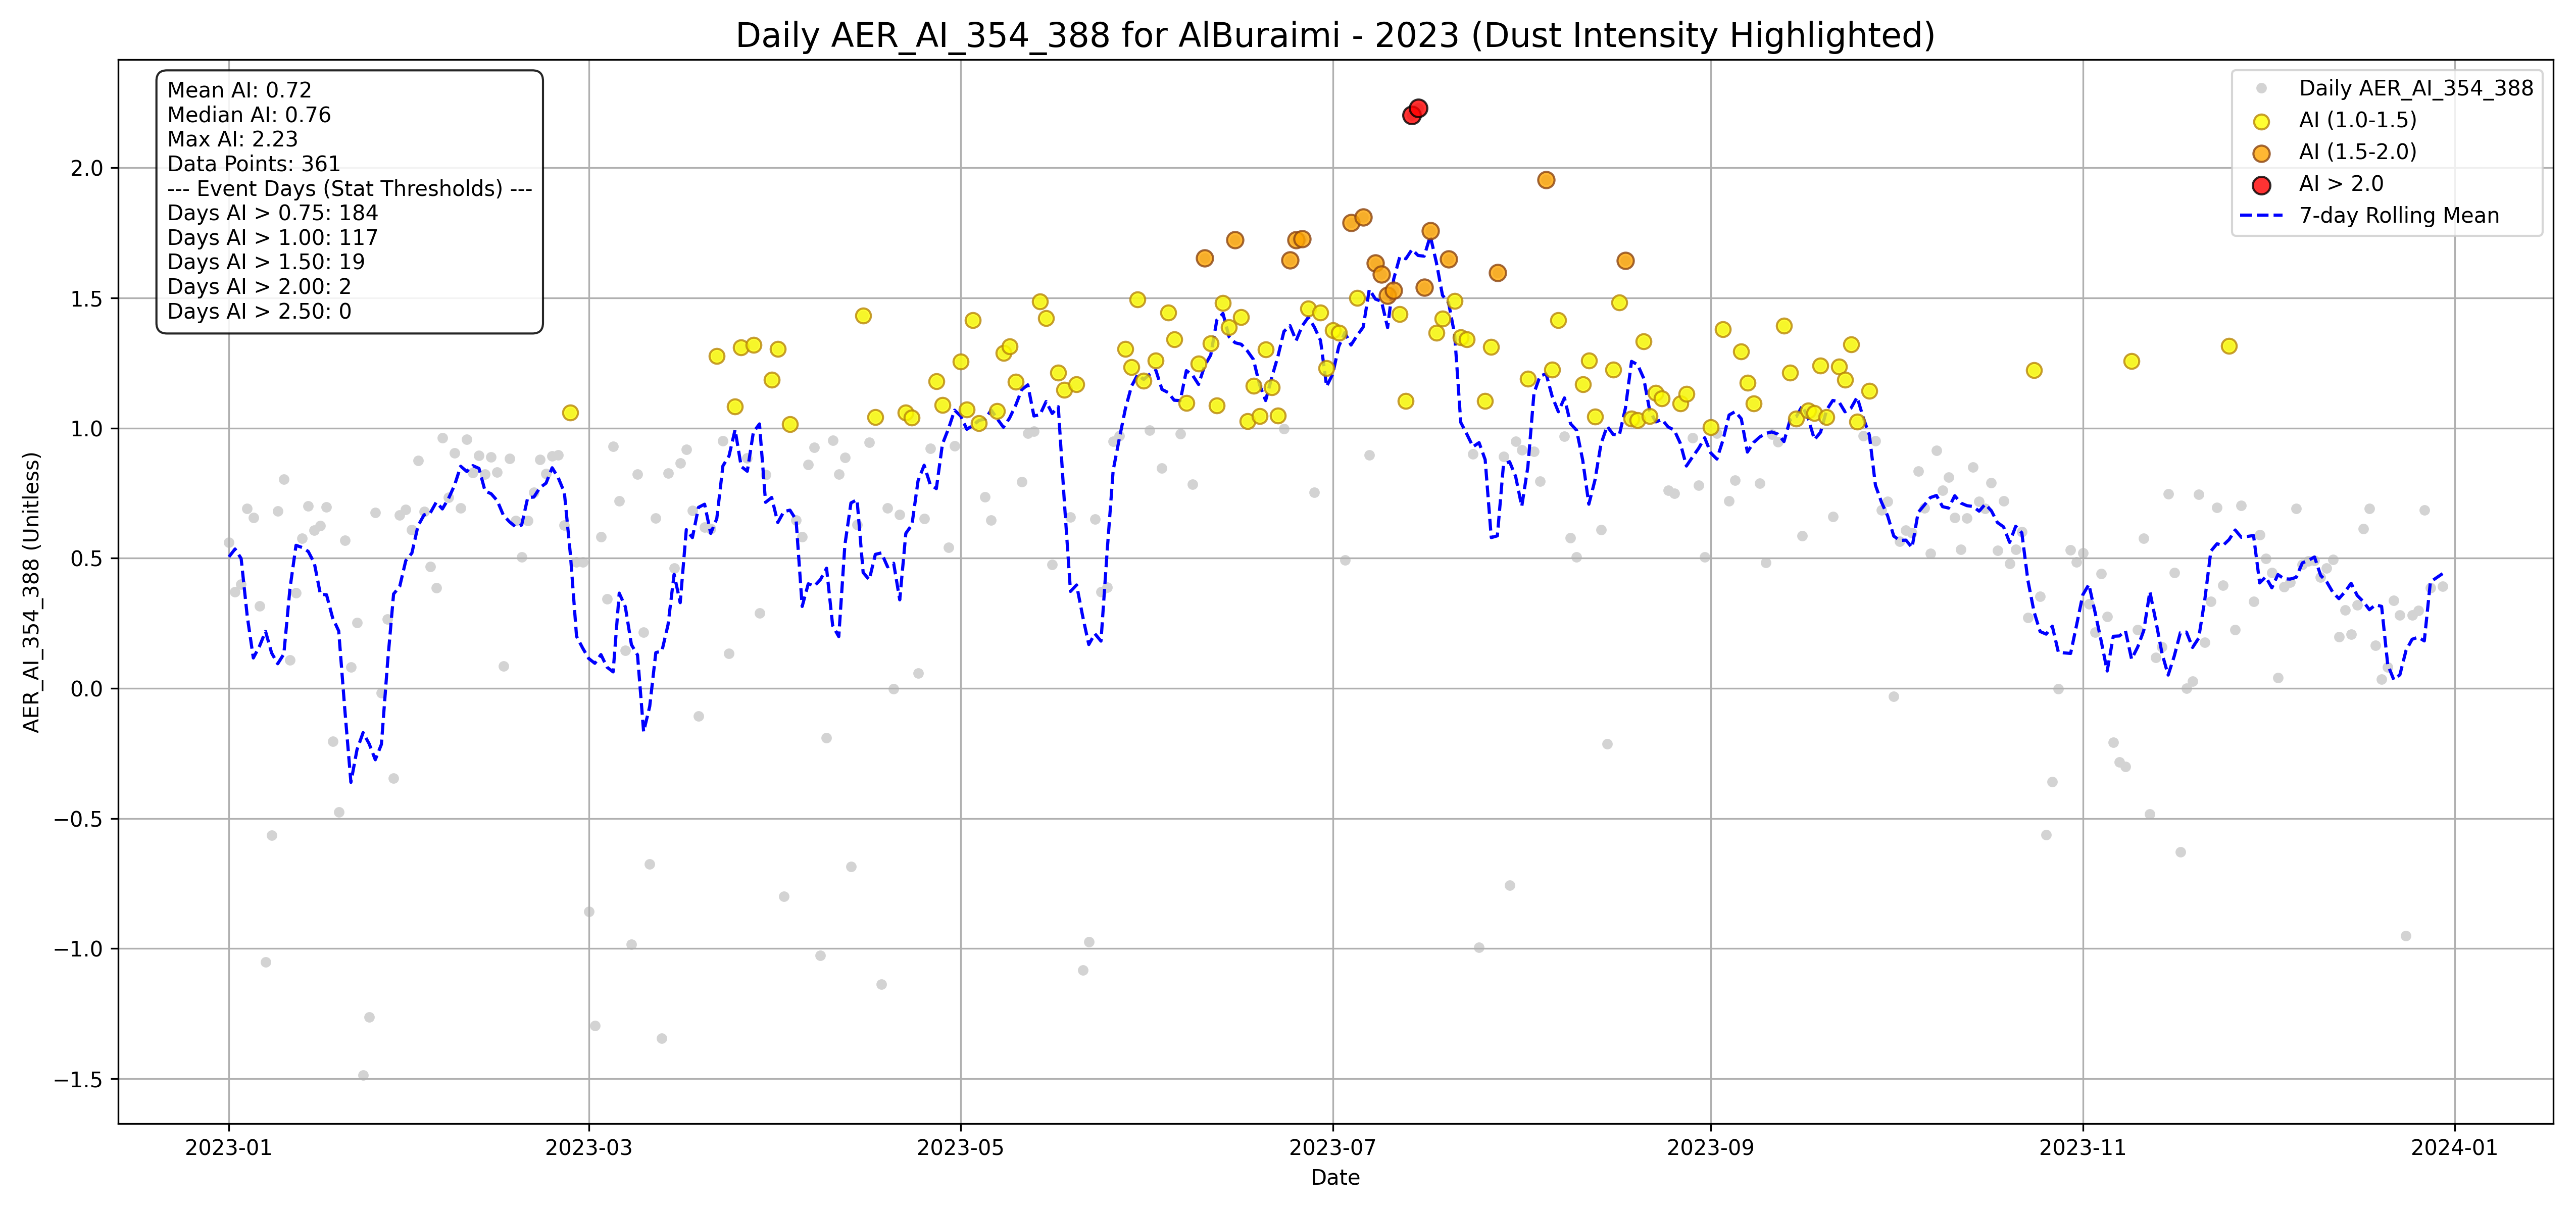 Daily AER_AI_354_388 for AlBuraimi - 2023 (Dust Intensity Highlighted)
Mean AI: 0.72
Median AI: 0.76
Max AI: 2.23
Data Points: 361
--- Event Days (Stat Thresholds) ---
Days AI > 0.75: 184
Days AI > 1.00: 117
Days AI > 1.50: 19
Days AI > 2.00: 2
Days AI > 2.50: 0
Daily AER_AI_354_388
AI (1.0-1.5)
AI (1.5-2.0)
AI > 2.0
7-day Rolling Mean
AER_AI_354_388 (Unitless)
2.0
1.5
1.0
0.5
0.0
−0.5
−1.0
−1.5
2023-01
2023-03
2023-05
2023-07
2023-09
2023-11
2024-01
Date